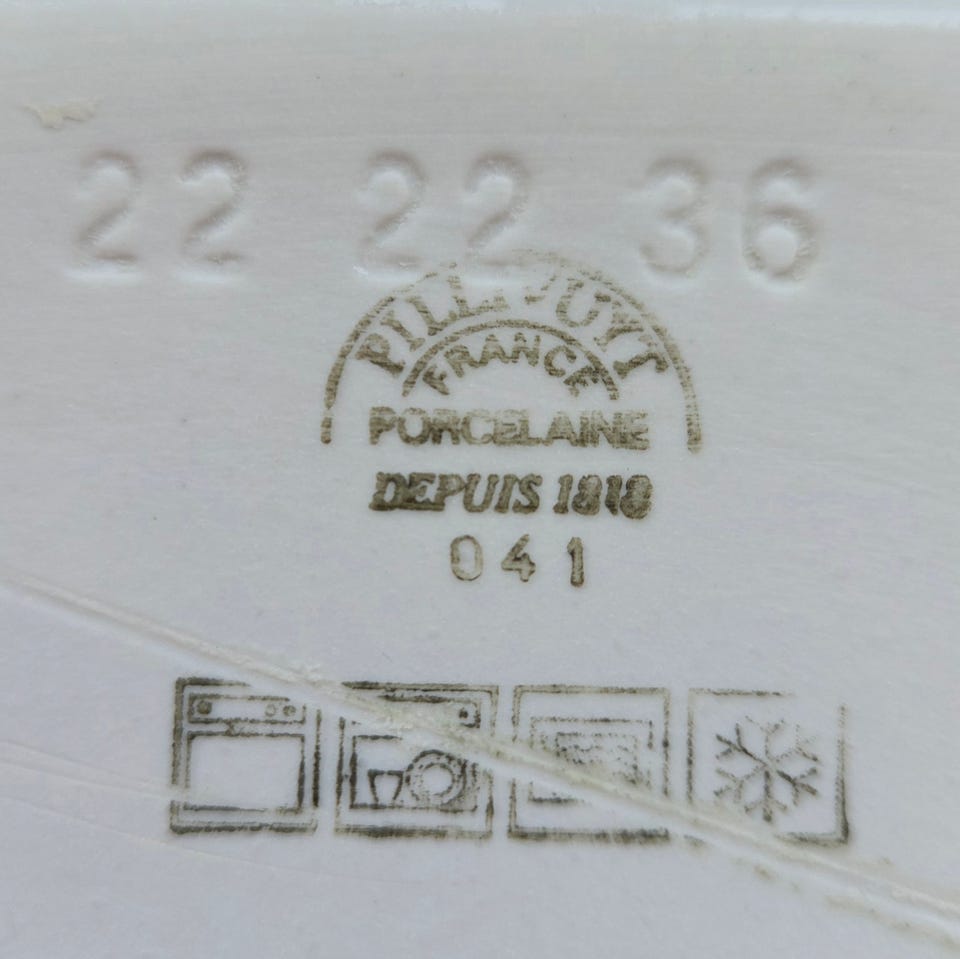 22 22 36
PILLIVUYT
FRANCE
PORCELAINE
DEPUIS 1818
041